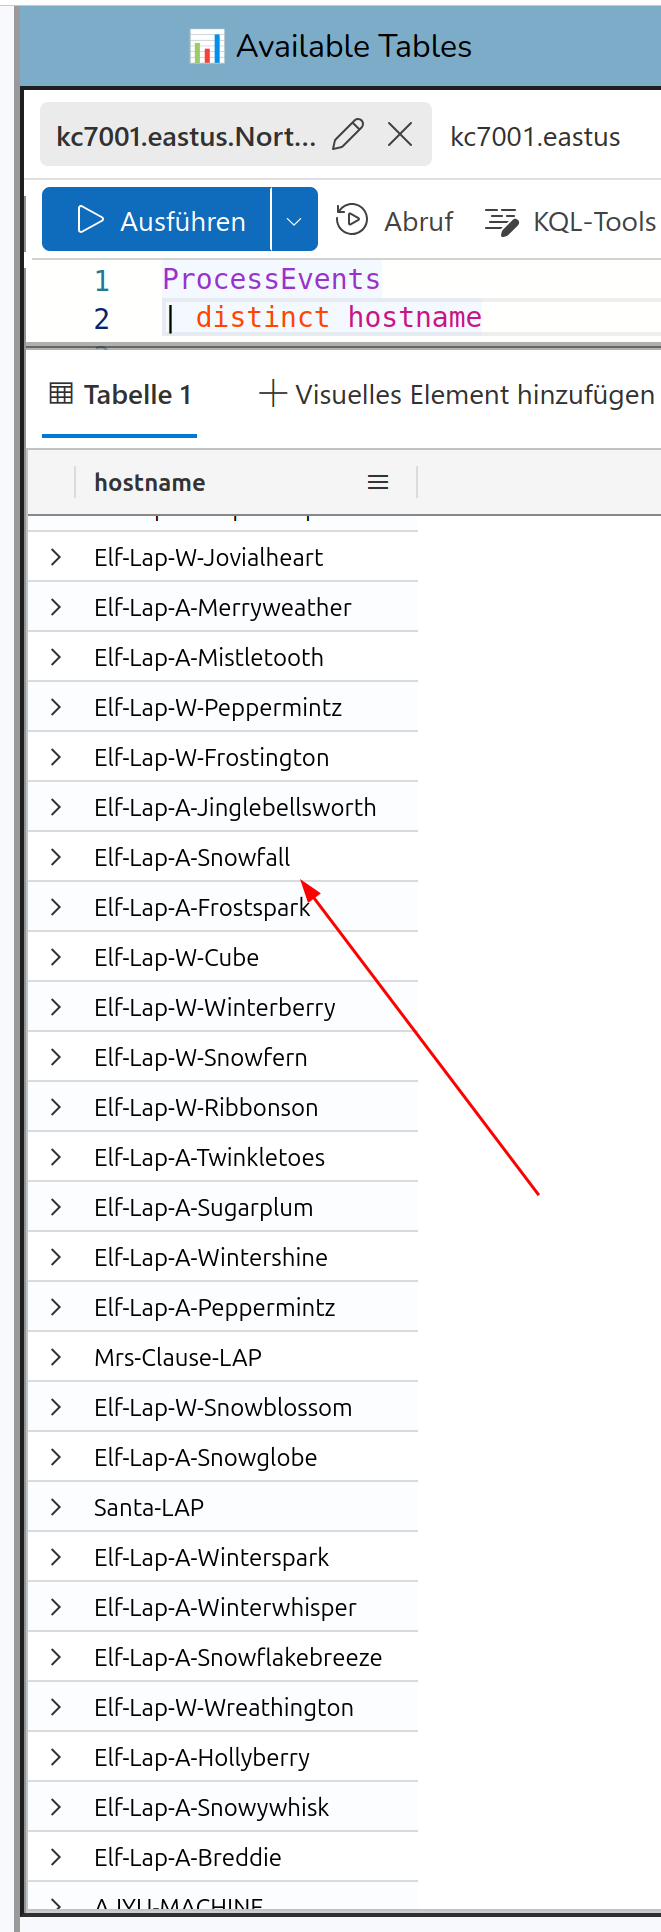 Available Tables
kc7001.eastus.Nort... kc7001.eastus
Ausführen Abruf KQL-Tools
1 ProcessEvents
2 | distinct hostname
Tabelle 1 Visuelles Element hinzufügen
hostname
Elf-Lap-W-Jovialheart
Elf-Lap-A-Merryweather
Elf-Lap-A-Mistletooth
Elf-Lap-W-Peppermintz
Elf-Lap-W-Frostington
Elf-Lap-A-Jinglebellsworth
Elf-Lap-A-Snowfall
Elf-Lap-A-Frostspark
Elf-Lap-W-Cube
Elf-Lap-W-Winterberry
Elf-Lap-W-Snowfern
Elf-Lap-W-Ribbonson
Elf-Lap-A-Twinkletoes
Elf-Lap-A-Sugarplum
Elf-Lap-A-Wintershine
Elf-Lap-A-Peppermintz
Mrs-Clause-LAP
Elf-Lap-W-Snowblossom
Elf-Lap-A-Snowglobe
Santa-LAP
Elf-Lap-A-Winterspark
Elf-Lap-A-Winterwhisper
Elf-Lap-A-Snowflakebreeze
Elf-Lap-W-Wreathington
Elf-Lap-A-Hollyberry
Elf-Lap-A-Snowywhisk
Elf-Lap-A-Breddie